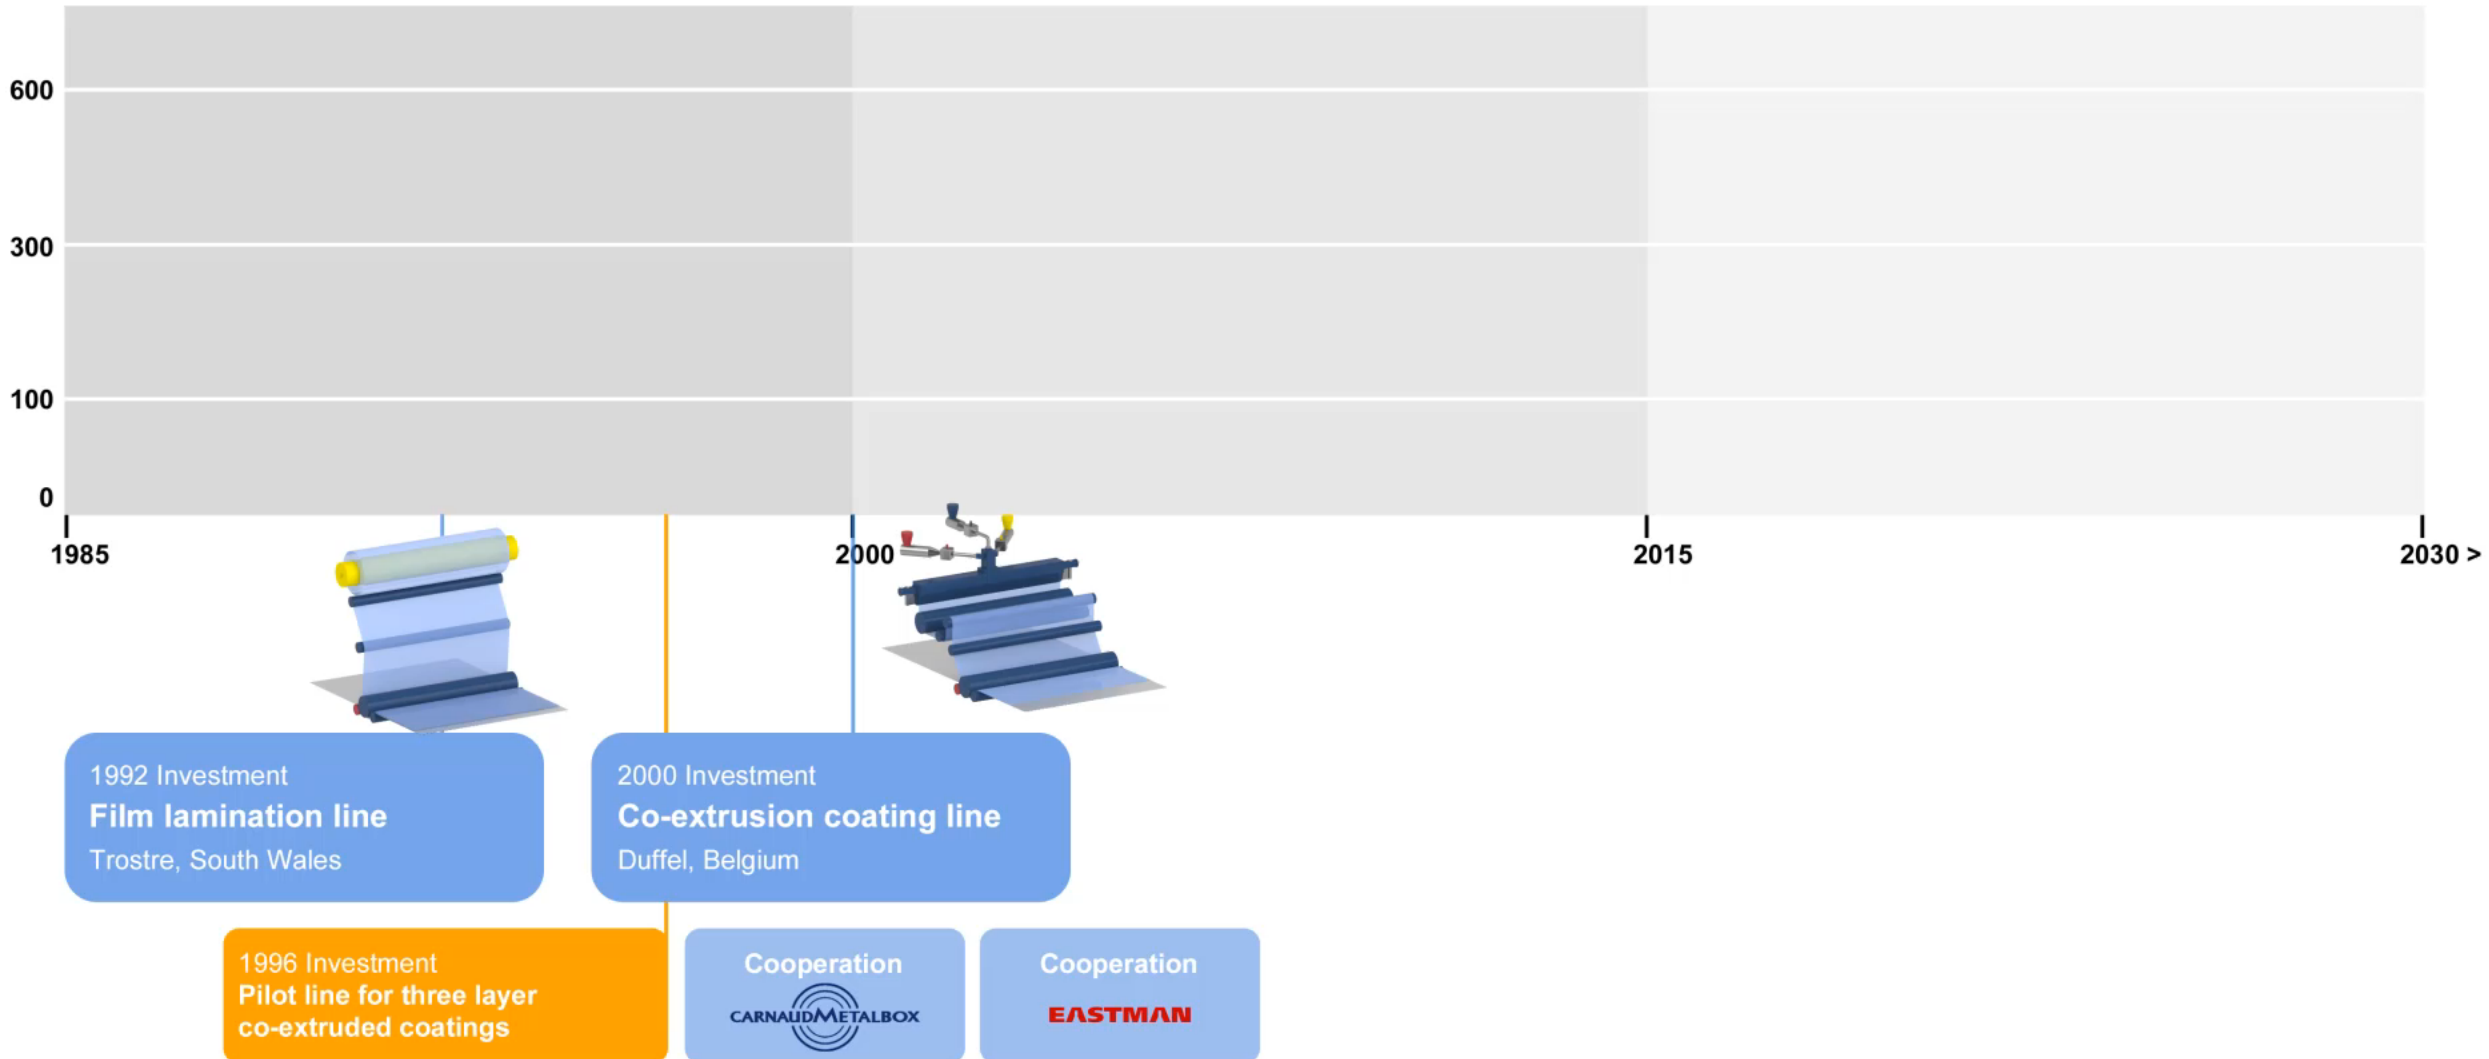 600
300
100
0
1985
2000
2015
2030 >
1992 Investment
Film lamination line
Trostre, South Wales
2000 Investment
Co-extrusion coating line
Duffel, Belgium
1996 Investment
Pilot line for three layer
co-extruded coatings
Cooperation
CARNAUDMETALBOX
Cooperation
EASTMAN